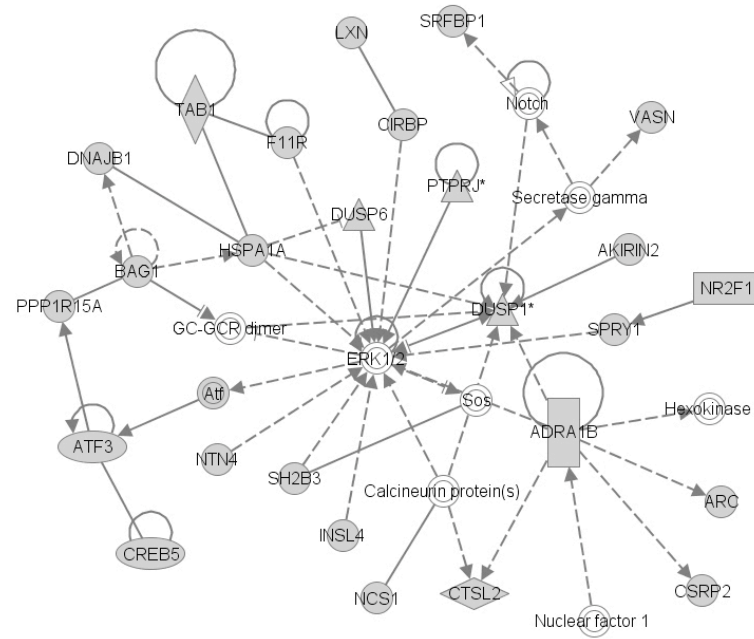 SRFBP1
LXN
TAB1
Notch
CIRBP
VASN
F11R
DNAJB1
PTPRJ*
Secretase gamma
DUSP6
HSPA1A
AKIRIN2
BAG1
NR2F1
PPP1R15A
DUSP1*
GC-GCR dimer
SPRY1
ERK1/2
Atf
Sos
Hexokinase
ADRA1B
ATF3
NTN4
SH2B3
Calcineurin protein(s)
ARC
INSL4
CREB5
CSRP2
NCS1
CTSL2
Nuclear factor 1